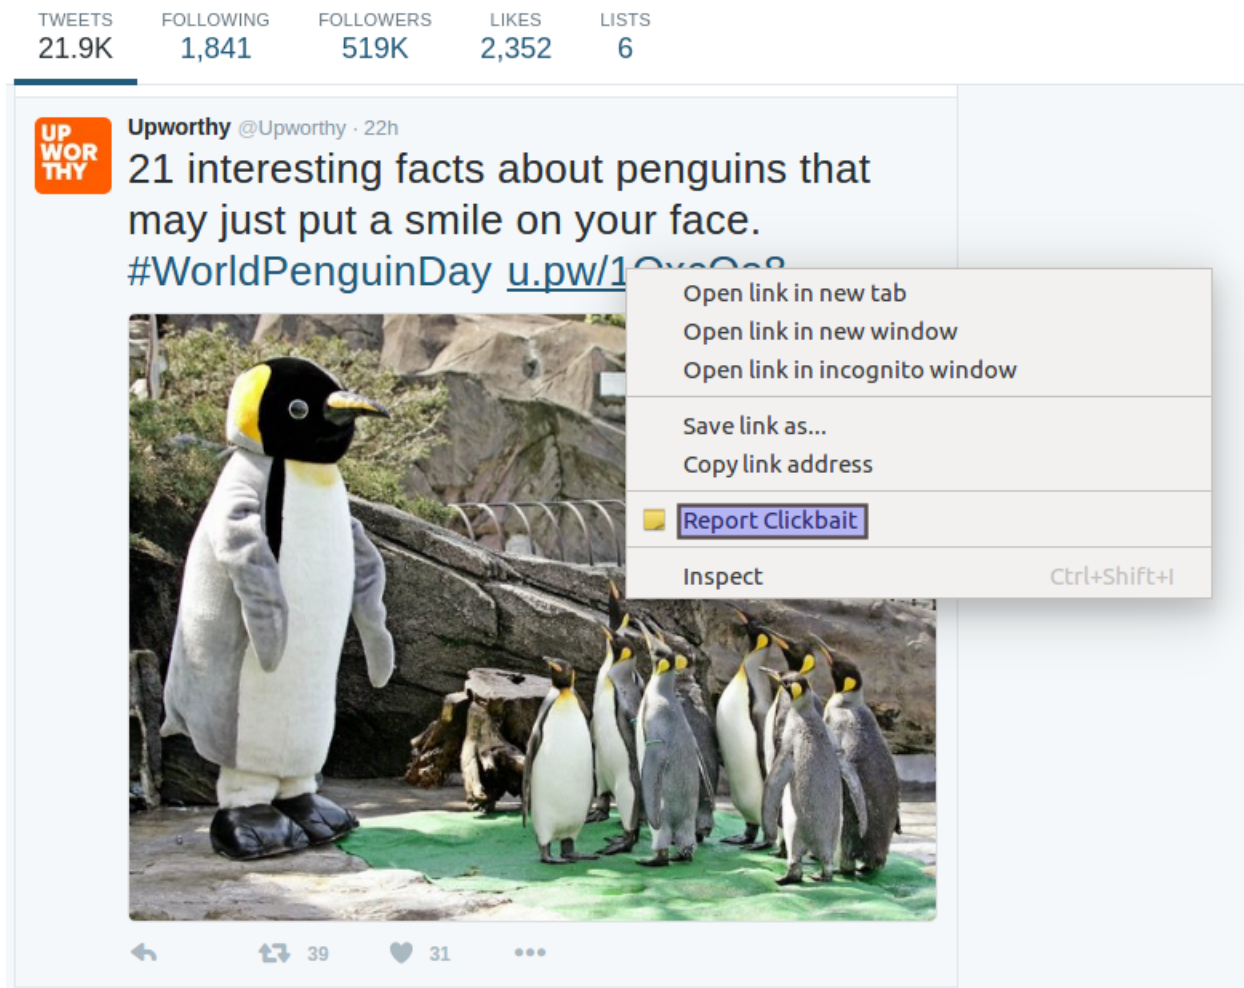 TWEETS FOLLOWING FOLLOWERS LIKES LISTS
21.9K 1,841 519K 2,352 6
UP
WOR
THY
Upworthy @Upworthy · 22h
21 interesting facts about penguins that
may just put a smile on your face.
#WorldPenguinDay
Open link in new tab
Open link in new window
Open link in incognito window
Save link as...
Copy link address
Report Clickbait
Inspect Ctrl+Shift+I
39 31